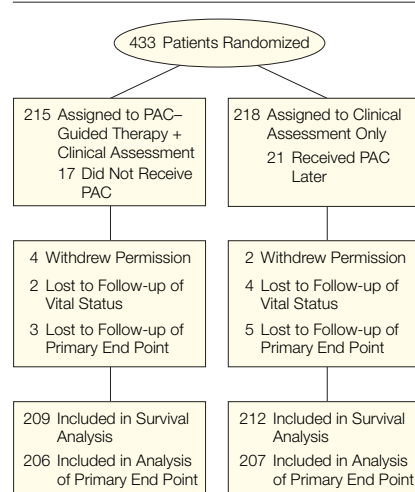 433 Patients Randomized
215 Assigned to PAC–
Guided Therapy +
Clinical Assessment
17 Did Not Receive
PAC
218 Assigned to Clinical
Assessment Only
21 Received PAC
Later
4 Withdrew Permission
2 Lost to Follow-up of
Vital Status
3 Lost to Follow-up of
Primary End Point
2 Withdrew Permission
4 Lost to Follow-up of
Vital Status
5 Lost to Follow-up of
Primary End Point
209 Included in Survival
Analysis
206 Included in Analysis
of Primary End Point
212 Included in Survival
Analysis
207 Included in Analysis
of Primary End Point